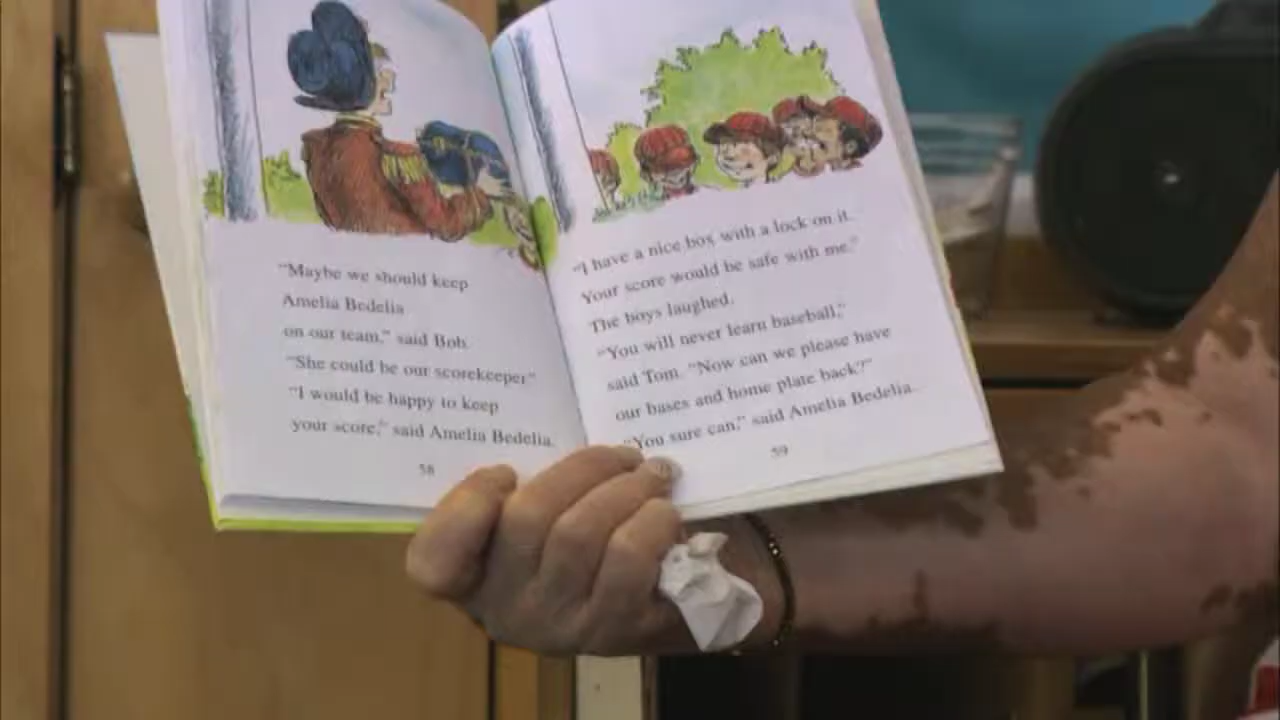 “Maybe we should keep
Amelia Bedelia
on our team,” said Bob.
“She could be our scorekeeper.”
“I would be happy to keep
your score,” said Amelia Bedelia.
58
“I have a nice box with a lock on it.
Your score would be safe with me.”
The boys laughed.
“You will never learn baseball,”
said Tom. “Now can we please have
our bases and home plate back?”
“You sure can,” said Amelia Bedelia.
59